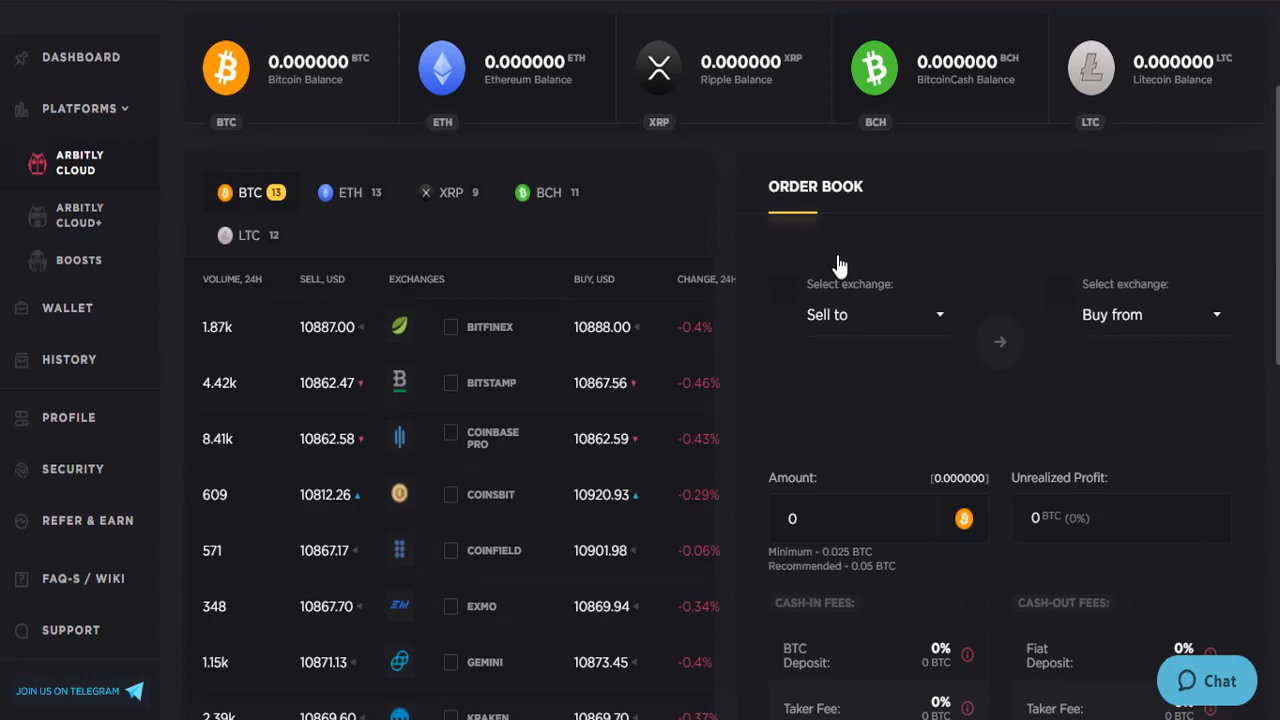 DASHBOARD
PLATFORMS
ARBITLY
CLOUD
ARBITLY
CLOUD+
BOOSTS
WALLET
HISTORY
PROFILE
SECURITY
REFER & EARN
FAQ-S / WIKI
SUPPORT
JOIN US ON TELEGRAM
0.000000 BTC
Bitcoin Balance
BTC
0.000000 ETH
Ethereum Balance
ETH
0.000000 XRP
Ripple Balance
XRP
0.000000 BCH
BitcoinCash Balance
BCH
0.000000 LTC
Litecoin Balance
LTC
BTC 13 ETH 13 XRP 9 BCH 11
LTC 12
VOLUME, 24H SELL, USD EXCHANGES BUY, USD CHANGE, 24H
1.87k 10887.00 BITFINEX 10888.00 -0.4%
4.42k 10862.47 BITSTAMP 10867.56 -0.46%
8.41k 10862.58 COINBASE PRO 10862.59 -0.43%
609 10812.26 COINSBIT 10920.93 -0.29%
571 10867.17 COINFIELD 10901.98 -0.06%
348 10867.70 EXMO 10869.94 -0.34%
1.15k 10871.13 GEMINI 10873.45 -0.4%
2.39k 10869.60 KRAKEN 10869.70 -0.37%
ORDER BOOK
Select exchange:
Sell to
Select exchange:
Buy from
Amount: [0.000000]
0
Minimum - 0.025 BTC
Recommended - 0.05 BTC
Unrealized Profit:
0 BTC (0%)
CASH-IN FEES:
BTC Deposit: 0%
0 BTC
Taker Fee: 0%
CASH-OUT FEES:
Fiat Deposit: 0%
Taker Fee: 0%
Chat